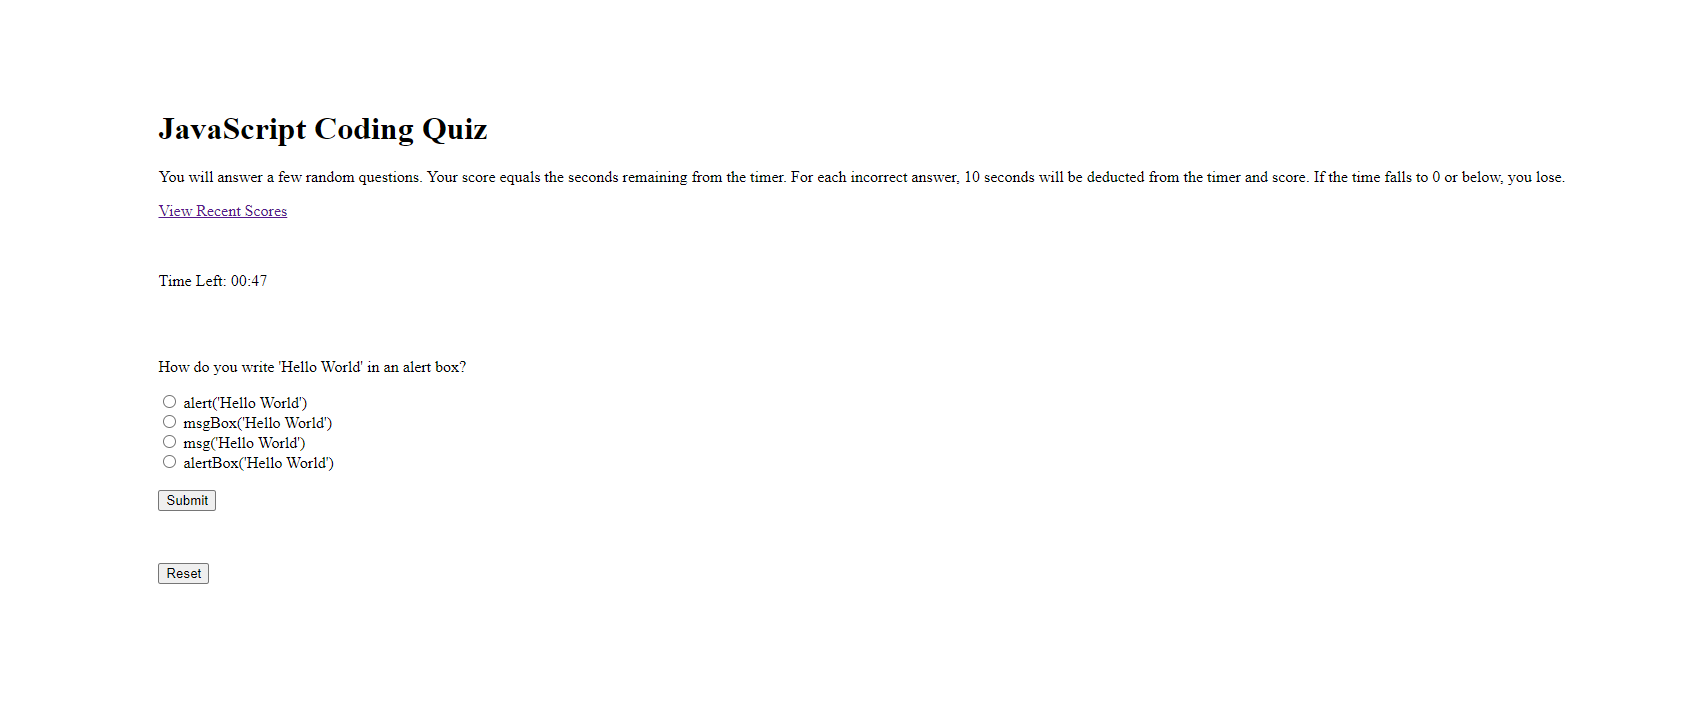 JavaScript Coding Quiz
You will answer a few random questions. Your score equals the seconds remaining from the timer. For each incorrect answer, 10 seconds will be deducted from the timer and score. If the time falls to 0 or below, you lose.
View Recent Scores
Time Left: 00:47
How do you write 'Hello World' in an alert box?
alert('Hello World')
msgBox('Hello World')
msg('Hello World')
alertBox('Hello World')
Submit
Reset